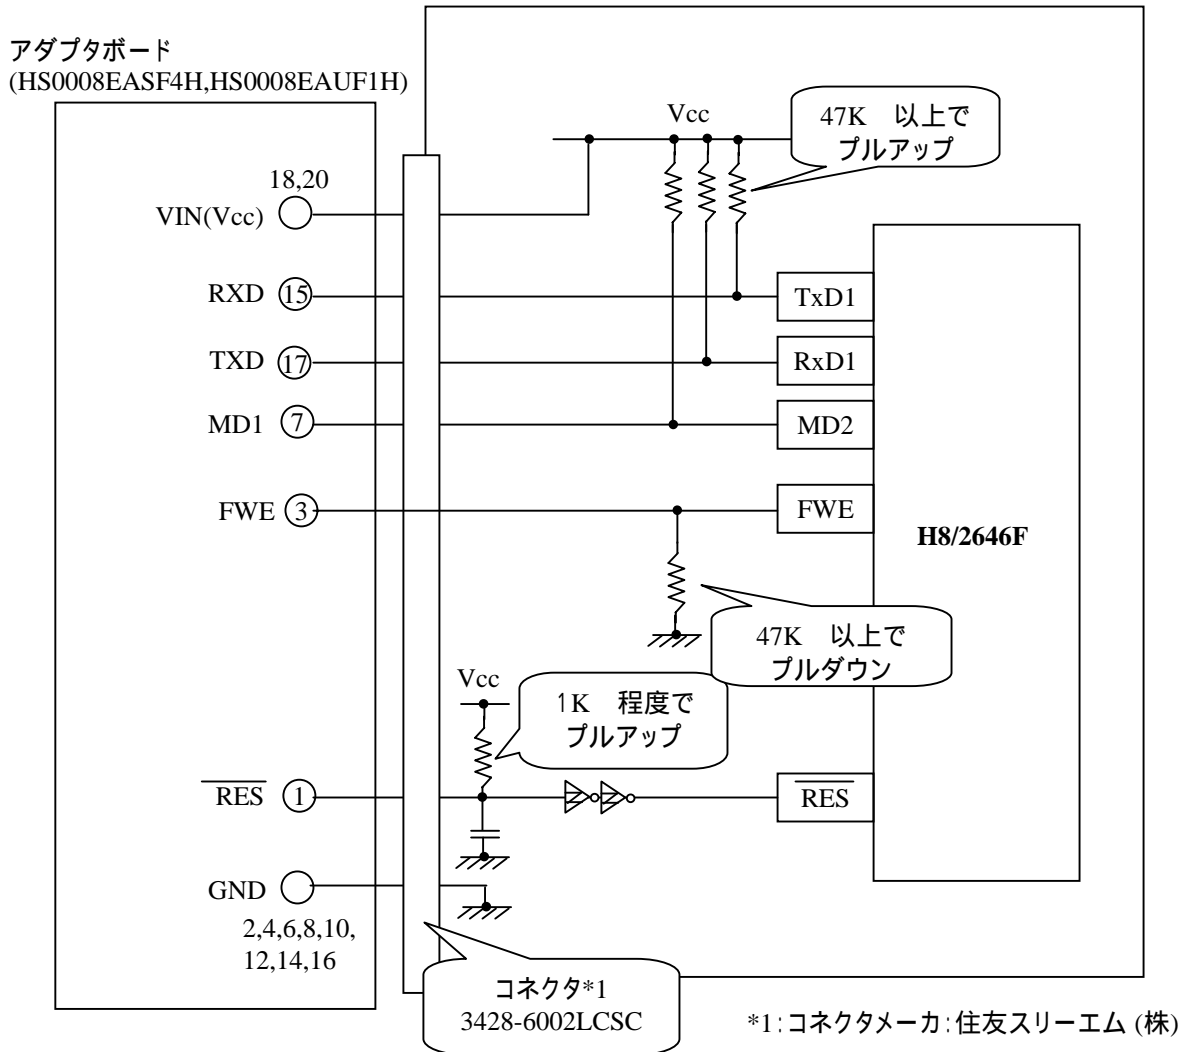 アダプタボード
(HS0008EASF4H,HS0008EAUF1H)
Vcc
47K 以上で
プルアップ
18,20
VIN(Vcc)
RXD 15 TxD1
TXD 17 RxD1
MD1 7 MD2
FWE 3 FWE
H8/2646F
47K 以上で
プルダウン
Vcc
1K 程度で
プルアップ
RES 1 RES
GND
2,4,6,8,10,
12,14,16
コネクタ*1
3428-6002LCSC
*1:コネクタメーカ:住友スリーエム (株)